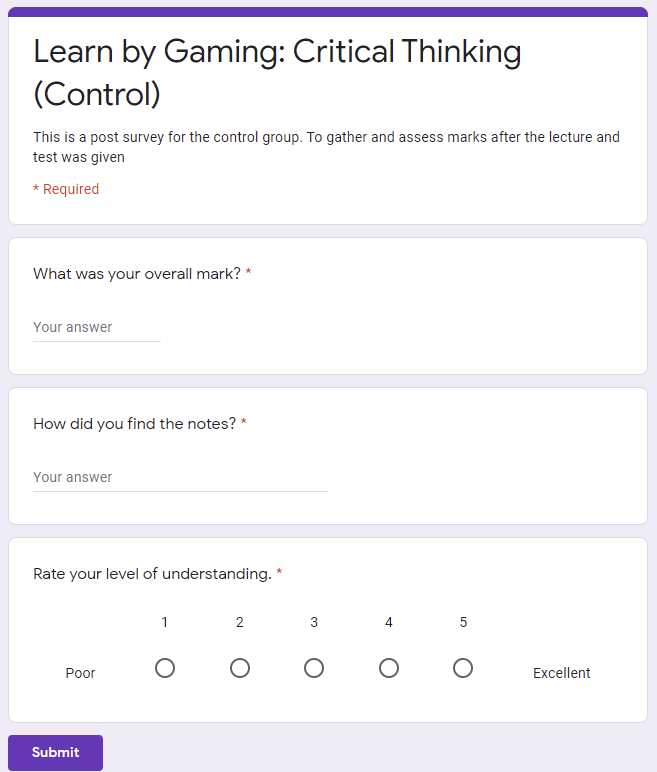 Learn by Gaming: Critical Thinking
(Control)
This is a post survey for the control group. To gather and assess marks after the lecture and
test was given
* Required
What was your overall mark? *
Your answer
How did you find the notes? *
Your answer
Rate your level of understanding. *
1 2 3 4 5
Poor Excellent
Submit